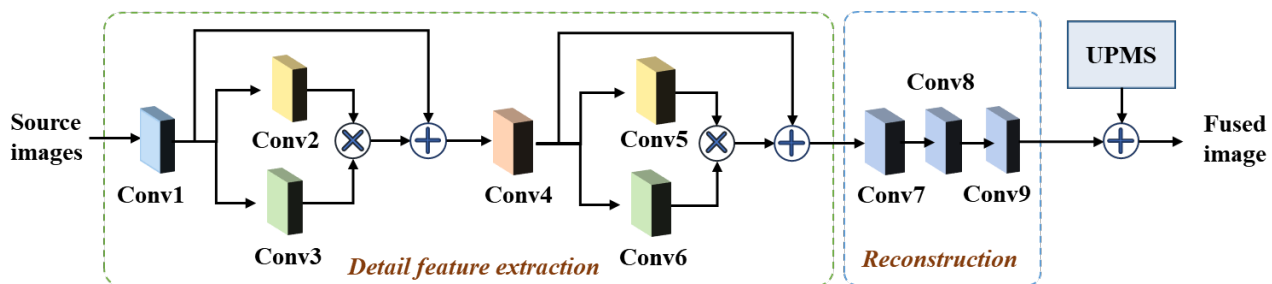 Source
images
Conv1
Conv2
Conv3
Conv4
Conv5
Conv6
Detail feature extraction
Conv7
Conv8
Conv9
Reconstruction
UPMS
Fused
image